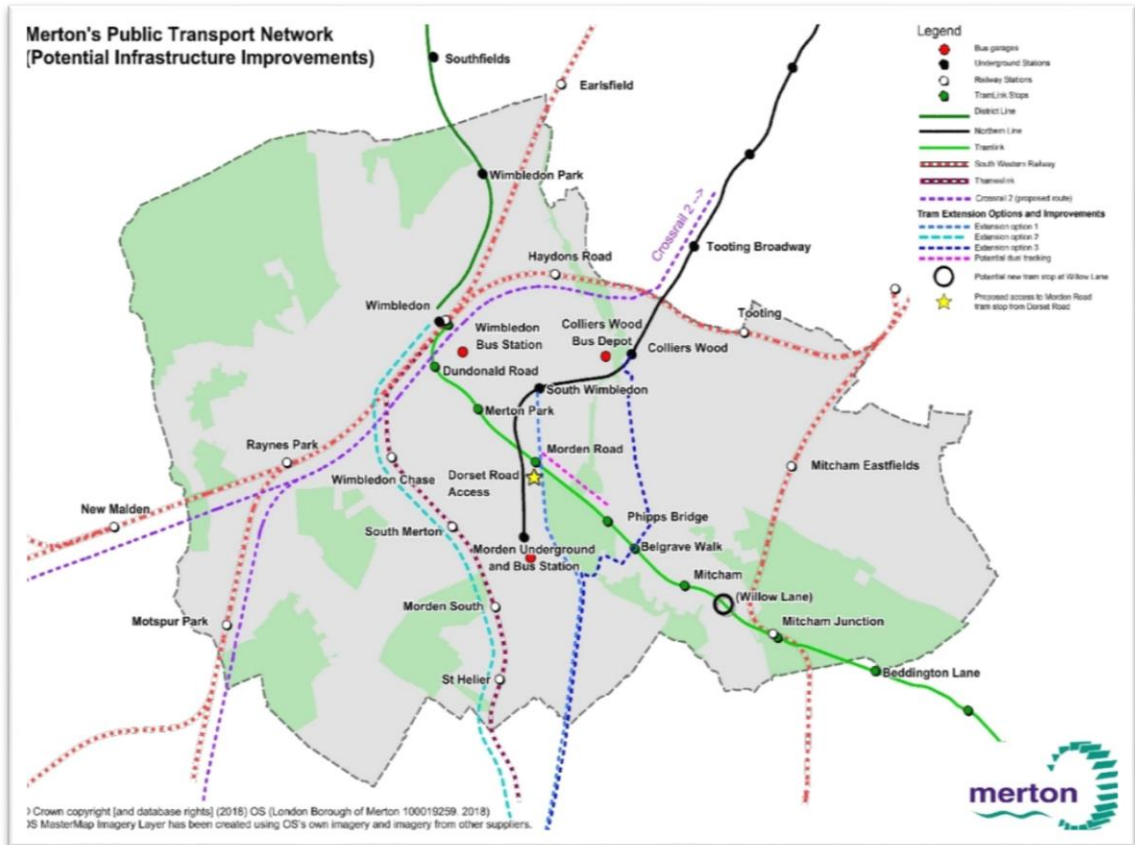 Merton's Public Transport Network
(Potential Infrastructure Improvements)
Legend
Bus garages
Underground Stations
Railway Stations
TramLink Stops
District Line
Northern Line
Tramlink
South Western Railway
Thameslink
Crossrail 2 (proposed route)
Tram Extension Options and Improvements
Extension option 1
Extension option 2
Extension option 3
Potential dual tracking
Potential new tram stop at Willow Lane
Proposed access to Morden Road
tram stop from Dorset Road
Southfields
Earlsfield
Wimbledon Park
Crossrail 2 -->
Tooting Broadway
Haydons Road
Wimbledon
Wimbledon
Bus Station
Colliers Wood
Bus Depot
Tooting
Colliers Wood
Dundonald Road
South Wimbledon
Merton Park
Raynes Park
Morden Road
Wimbledon Chase
Dorset Road
Access
Mitcham Eastfields
New Malden
South Merton
Phipps Bridge
Morden Underground
and Bus Station
Belgrave Walk
Mitcham
(Willow Lane)
Morden South
Motspur Park
Mitcham Junction
St Helier
Beddington Lane
merton
) Crown copyright [and database rights] (2018) OS (London Borough of Merton 100019259. 2018)
OS MasterMap Imagery Layer has been created using OS's own imagery and imagery from other suppliers.